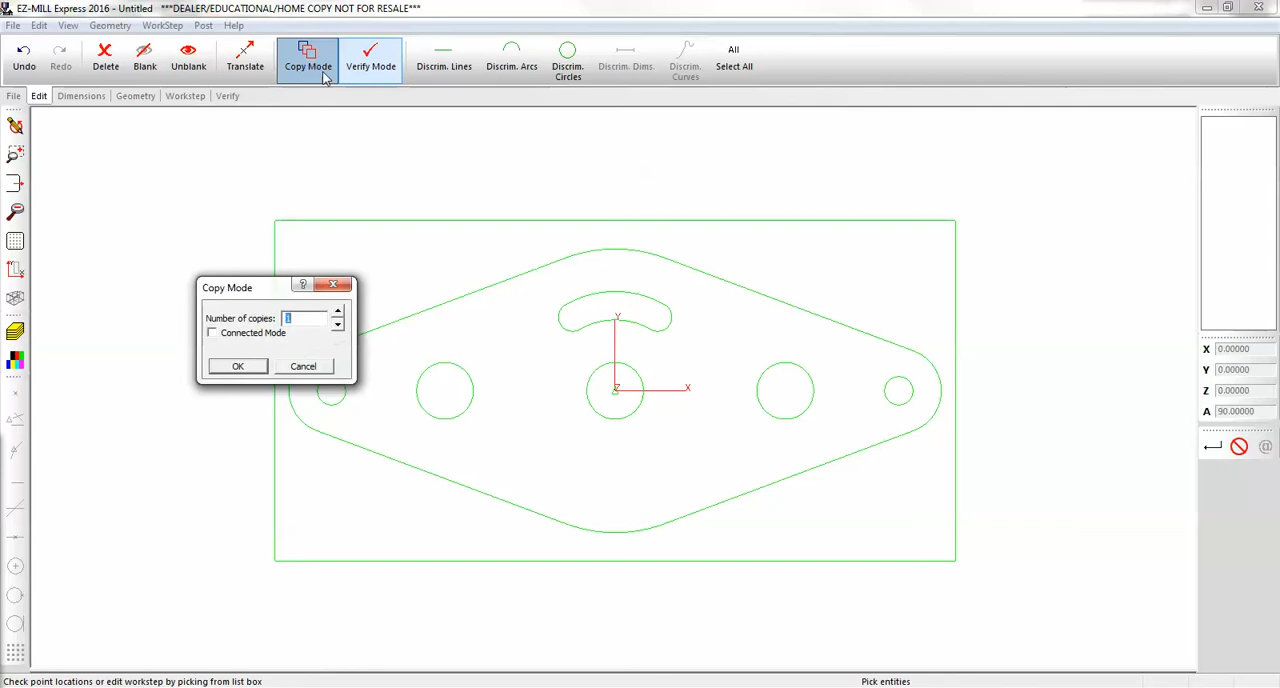 EZ-MILL Express 2016 - Untitled ***DEALER/EDUCATIONAL/HOME COPY NOT FOR RESALE***
File Edit View Geometry WorkStep Post Help
Undo Redo Delete Blank Unblank Translate Copy Mode Verify Mode Discrim. Lines Discrim. Arcs Discrim. Circles Discrim. Dims. Discrim. Curves All Select All
File Edit Dimensions Geometry Workstep Verify
Copy Mode
Number of copies: 1
Connected Mode
OK Cancel
Y
Z X
X 0.00000
Y 0.00000
Z 0.00000
A 90.00000
@
Check point locations or edit workstep by picking from list box Pick entities